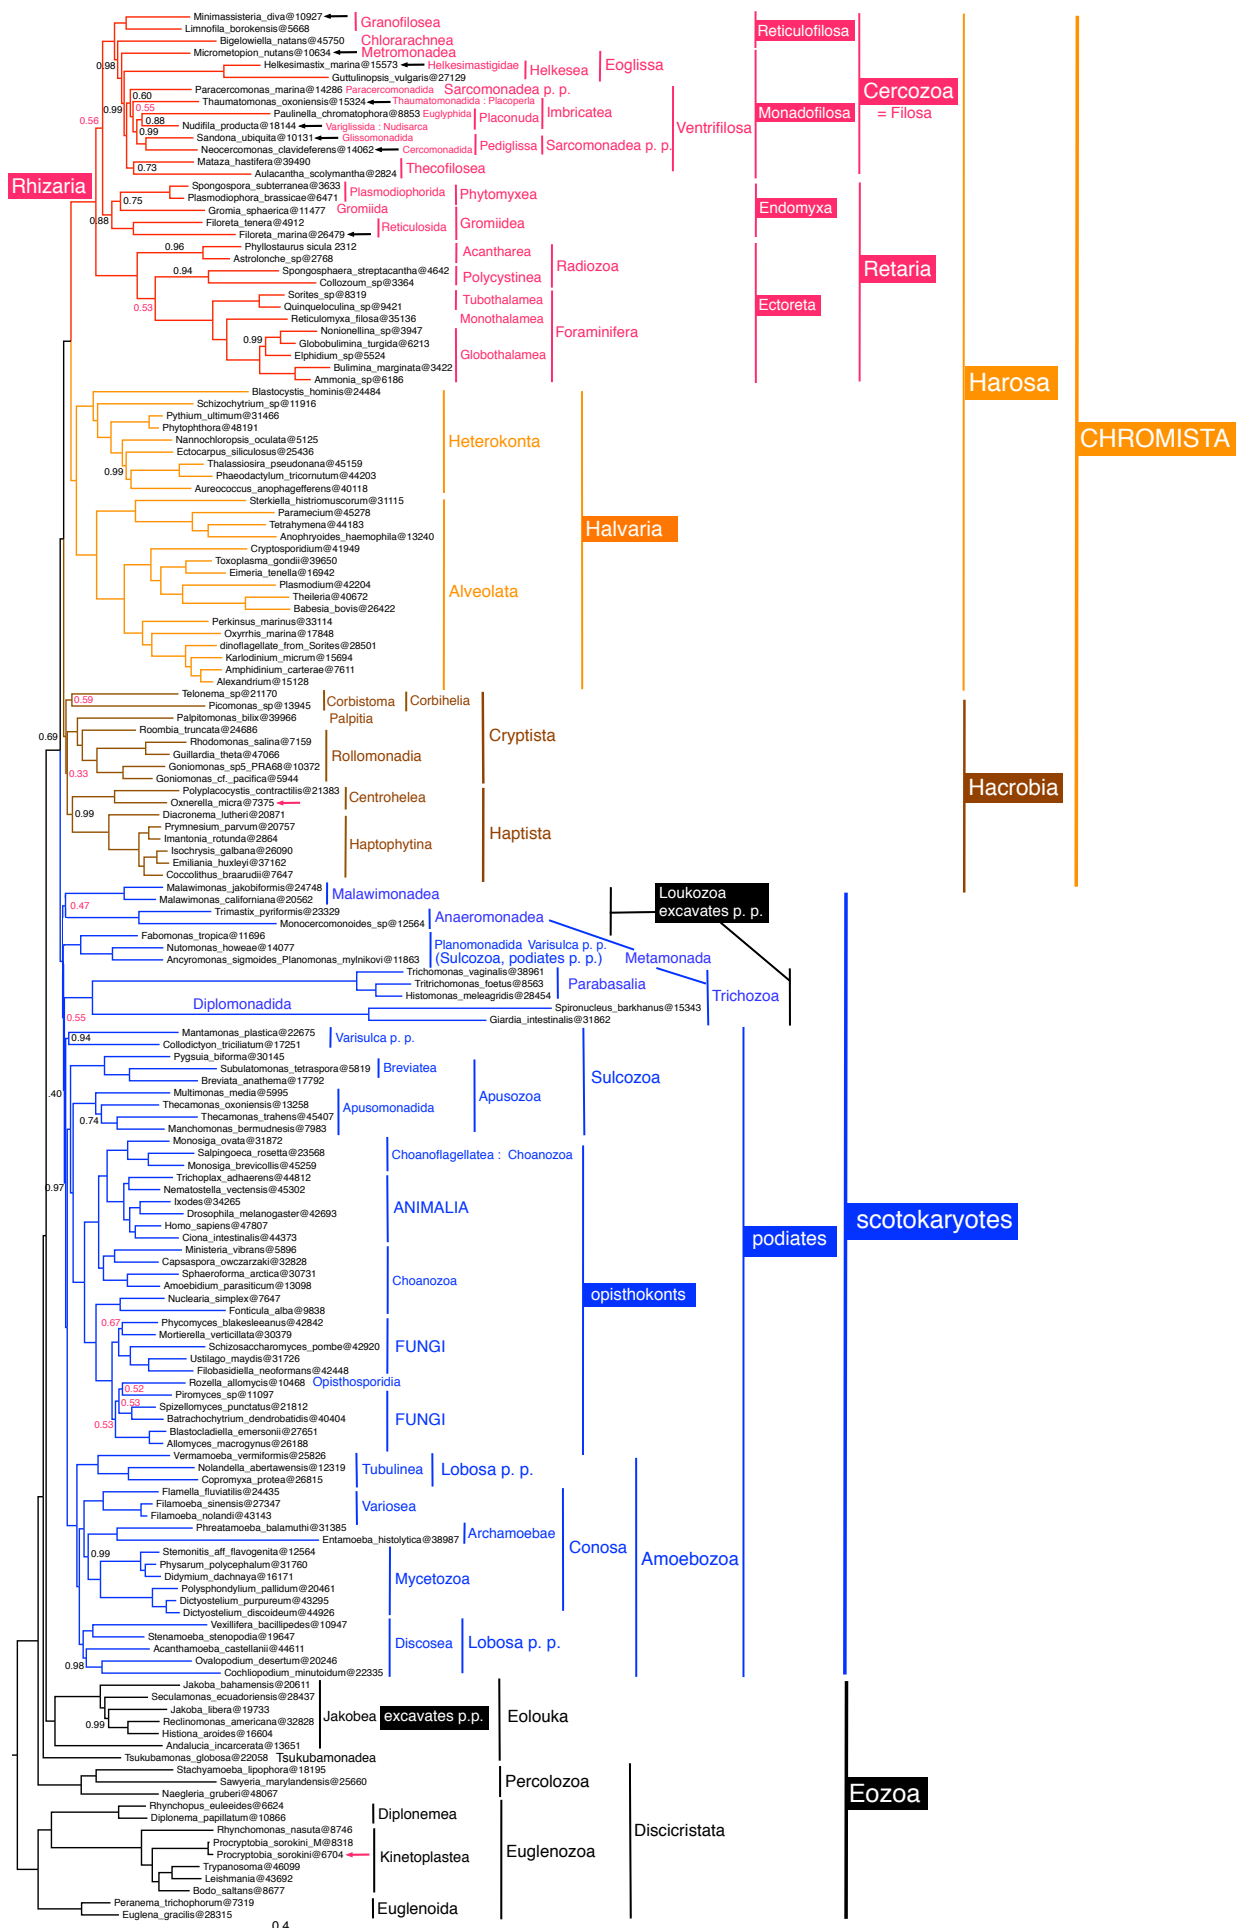 Minimassisteria_diva@10927
Granofilosea
Limnofila_borokensis@5668
Reticulofilosa
Bigelowiella_natans@45750
Chlorarachnea
Micrometopion_nutans@10634
Metromonadea
0.98
Helkesimastix_marina@15573
Helkesimastigidae
Helkesea
Eoglissa
Guttulinopsis_vulgaris@27129
Paracercomonas_marina@14286
Paracercomonadida
Sarcomonadea p. p.
Cercozoa
= Filosa
0.60
Thaumatomonas_oxoniensis@15324
Thaumatomonadida : Placoperla
0.99
0.55
Paulinella_chromatophora@8853
Euglyphida
Placonuda
Imbricatea
Monadofilosa
0.56
0.88
Nudifila_producta@18144
Variglissida : Nudisarca
Ventrifilosa
0.99
Sandona_ubiquita@10131
Glissomonadida
Pediglissa
Sarcomonadea p. p.
Neocercomonas_clavideferens@14062
Cercomonadida
Mataza_hastifera@39490
0.73
Thecofilosea
Aulacantha_scolymantha@2824
Rhizaria
Spongospora_subterranea@3633
Plasmodiophorida
Phytomyxea
0.75
Plasmodiophora_brassicae@6471
Gromia_sphaerica@11477
Gromiida
Endomyxa
0.88
Filoreta_tenera@4912
Reticulosida
Gromiidea
Filoreta_marina@26479
0.96
Phyllostaurus sicula 2312
Acantharea
Astrolonche_sp@2768
Radiozoa
0.94
Spongosphaera_streptacantha@4642
Polycystinea
Retaria
Collozoum_sp@3364
Sorites_sp@8319
Tubothalamea
0.53
Quinqueloculina_sp@9421
Ectoreta
Reticulomyxa_filosa@35136
Monothalamea
Foraminifera
Nonionellina_sp@3947
0.99
Globobulimina_turgida@6213
Elphidium_sp@5524
Globothalamea
Bulimina_marginata@3422
Ammonia_sp@6186
Harosa
Blastocystis_hominis@24484
Schizochytrium_sp@11916
Pythium_ultimum@31466
Phytophthora@48191
Nannochloropsis_oculata@5125
Heterokonta
CHROMISTA
Ectocarpus_siliculosus@25436
Thalassiosira_pseudonana@45159
0.99
Phaeodactylum_tricornutum@44203
Aureococcus_anophagefferens@40118
Sterkiella_histriomuscorum@31115
Paramecium@45278
Tetrahymena@44183
Halvaria
Anophryoides_haemophila@13240
Cryptosporidium@41949
Toxoplasma_gondii@39650
Eimeria_tenella@16942
Plasmodium@42204
Alveolata
Theileria@40672
Babesia_bovis@26422
Perkinsus_marinus@33114
Oxyrrhis_marina@17848
dinoflagellate_from_Sorites@28501
Karlodinium_micrum@15694
Amphidinium_carterae@7611
Alexandrium@15128
Telonema_sp@21170
0.59
Corbistoma
Corbihelia
Picomonas_sp@13945
Palpitomonas_bilix@39966
Palpitia
Roombia_truncata@24686
0.69
Cryptista
Rhodomonas_salina@7159
Guillardia_theta@47066
Rollomonadia
Goniomonas_sp5_PRA68@10372
0.33
Goniomonas_cf._pacifica@5944
Hacrobia
Polyplacocystis_contractilis@21383
Centrohelea
Oxnerella_micra@7375
0.99
Diacronema_lutheri@20871
Prymnesium_parvum@20757
Haptista
Imantonia_rotunda@2864
Haptophytina
Isochrysis_galbana@26090
Emiliania_huxleyi@37162
Coccolithus_braarudii@7647
Malawimonas_jakobiformis@24748
Malawimonadea
Loukozoa
excavates p. p.
Malawimonas_californiana@20562
0.47
Trimastix_pyriformis@23329
Anaeromonadea
Monocercomonoides_sp@12564
Fabomonas_tropica@11696
Nutomonas_howeae@14077
Planomonadida Varisulca p. p.
(Sulcozoa, podiates p. p.)
Metamonada
Ancyromonas_sigmoides_Planomonas_mylnikovi@11863
Trichomonas_vaginalis@38961
Tritrichomonas_foetus@8563
Parabasalia
Histomonas_meleagridis@28454
Trichozoa
Diplomonadida
Spironucleus_barkhanus@15343
0.55
Giardia_intestinalis@31862
Mantamonas_plastica@22675
0.94
Varisulca p. p.
Collodictyon_triciliatum@17251
Pygsuia_biforma@30145
Subulatomonas_tetraspora@5819
Breviatea
Sulcozoa
Breviata_anathema@17792
.40
Multimonas_media@5995
Apusozoa
Thecamonas_oxoniensis@13258
Apusomonadida
0.74
Thecamonas_trahens@45407
Manchomonas_bermudnesis@7983
Monosiga_ovata@31872
Salpingoeca_rosetta@23568
Choanoflagellatea : Choanozoa
Monosiga_brevicollis@45259
Trichoplax_adhaerens@44812
0.97
Nematostella_vectensis@45302
Ixodes@34265
ANIMALIA
Drosophila_melanogaster@42693
scotokaryotes
Homo_sapiens@47807
podiates
Ciona_intestinalis@44373
Ministeria_vibrans@5896
Capsaspora_owczarzaki@32828
Sphaeroforma_arctica@30731
Choanozoa
Amoebidium_parasiticum@13098
opisthokonts
Nuclearia_simplex@7647
Fonticula_alba@9838
0.67
Phycomyces_blakesleeanus@42842
Mortierella_verticillata@30379
Schizosaccharomyces_pombe@42920
FUNGI
Ustilago_maydis@31726
Filobasidiella_neoformans@42448
Rozella_allomycis@10468
Opisthosporidia
0.52
Piromyces_sp@11097
0.53
Spizellomyces_punctatus@21812
0.53
Batrachochytrium_dendrobatidis@40404
FUNGI
Blastocladiella_emersonii@27651
Allomyces_macrogynus@26188
Vermamoeba_vermiformis@25826
Nolandella_abertawensis@12319
Tubulinea
Lobosa p. p.
Copromyxa_protea@26815
Flamella_fluviatilis@24435
Filamoeba_sinensis@27347
Variosea
Filamoeba_nolandi@43143
Phreatamoeba_balamuthi@31385
Archamoebae
Entamoeba_histolytica@38987
Conosa
0.99
Stemonitis_aff_flavogenita@12564
Amoebozoa
Physarum_polycephalum@31760
Didymium_dachnaya@16171
Mycetozoa
Polysphondylium_pallidum@20461
Dictyostelium_purpureum@43295
Dictyostelium_discoideum@44926
Vexillifera_bacillipedes@10947
Stenamoeba_stenopodia@19647
Discosea
Lobosa p. p.
Acanthamoeba_castellanii@44611
0.98
Ovalopodium_desertum@20246
Cochliopodium_minutoidum@22335
Jakoba_bahamensis@20611
Seculamonas_ecuadoriensis@28437
Jakoba_libera@19733
Jakobea
excavates p.p.
Eolouka
0.99
Reclinomonas_americana@32828
Histiona_aroides@16604
Andalucia_incarcerata@13651
Tsukubamonas_globosa@22058
Tsukubamonadea
Stachyamoeba_lipophora@18195
Sawyeria_marylandensis@25660
Percolozoa
Naegleria_gruberi@48067
Eozoa
Rhynchopus_euleeides@6624
Diplonemea
Diplonema_papillatum@10866
Rhynchomonas_nasuta@8746
Discicristata
Procryptobia_sorokini_M@8318
Procryptobia_sorokini@6704
Kinetoplastea
Euglenozoa
Trypanosoma@46099
Leishmania@43692
Bodo_saltans@8677
Peranema_trichophorum@7319
Euglenoida
Euglena_gracilis@28315
0.4